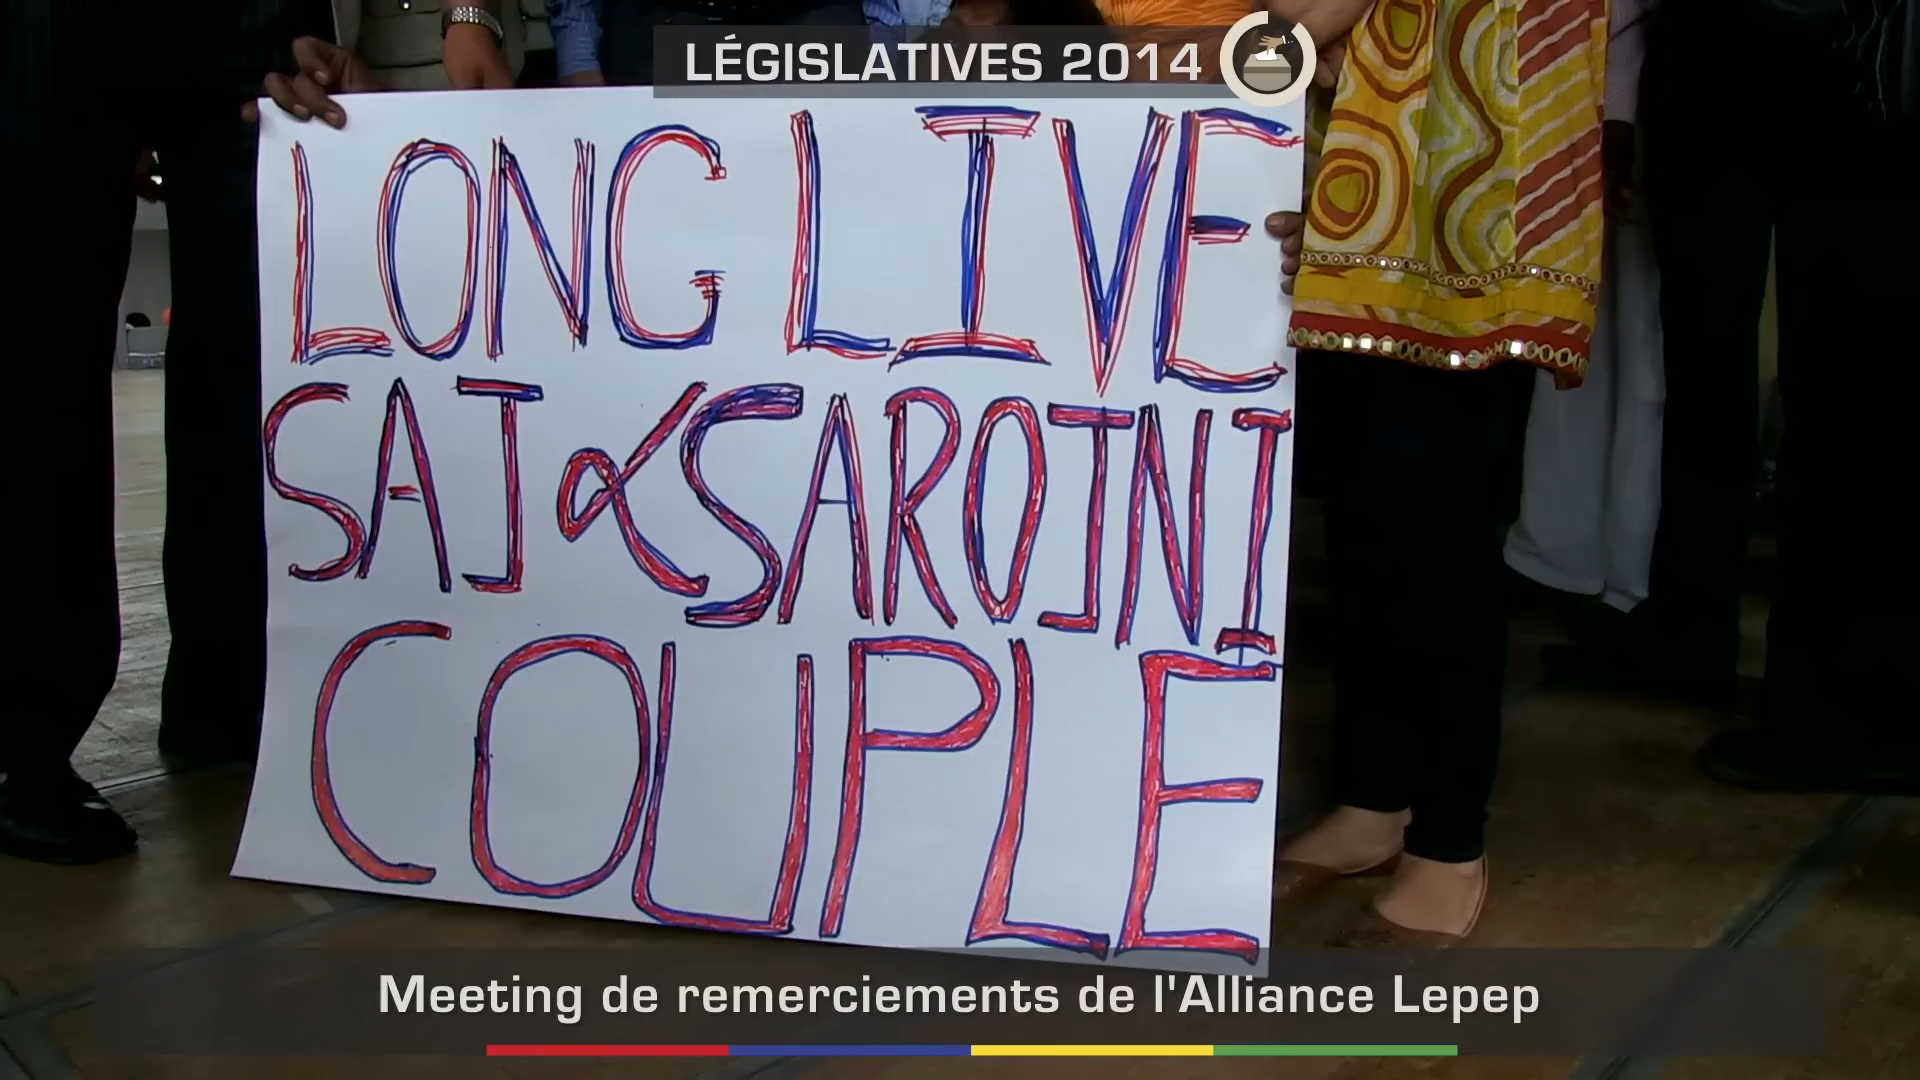 LÉGISLATIVES 2014
LONG LIVE
SAJ & SAROJNI
COUPLE
Meeting de remerciements de l'Alliance Lepep